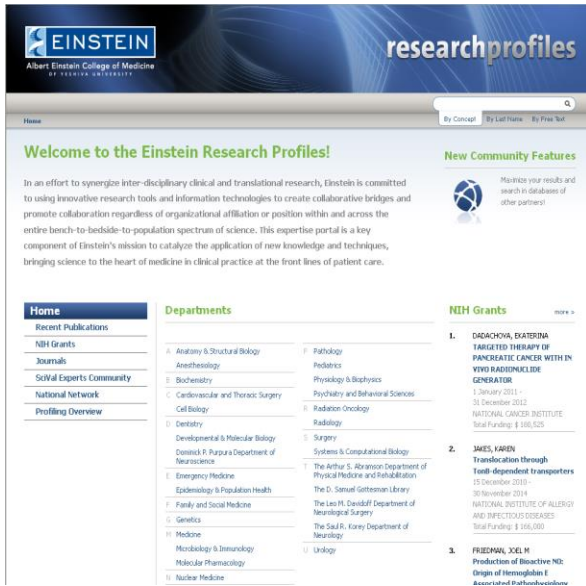 EINSTEIN
Albert Einstein College of Medicine
OF YESHIVA UNIVERSITY
researchprofiles
Home
By Concept By Last Name By Free Text
Welcome to the Einstein Research Profiles!
In an effort to synergize inter-disciplinary clinical and translational research, Einstein is committed
to using innovative research tools and information technologies to create collaborative bridges and
promote collaboration regardless of organizational affiliation or position within and across the
entire bench-to-bedside-to-population spectrum of science. This expertise portal is a key
component of Einstein's mission to catalyze the application of new knowledge and techniques,
bringing science to the heart of medicine in clinical practice at the front lines of patient care.
New Community Features
Maximize your results and
search in databases of
other partners!
Home
Recent Publications
NIH Grants
Journals
SciVal Experts Community
National Network
Profiling Overview
Departments
A Anatomy & Structural Biology
Anesthesiology
B Biochemistry
C Cardiovascular and Thoracic Surgery
Cell Biology
D Dentistry
Developmental & Molecular Biology
Dominick P. Purpura Department of
Neuroscience
E Emergency Medicine
Epidemiology & Population Health
F Family and Social Medicine
G Genetics
M Medicine
Microbiology & Immunology
Molecular Pharmacology
N Nuclear Medicine
P Pathology
Pediatrics
Physiology & Biophysics
Psychiatry and Behavioral Sciences
R Radiation Oncology
Radiology
S Surgery
Systems & Computational Biology
T The Arthur S. Abramson Department of
Physical Medicine and Rehabilitation
The D. Samuel Gottesman Library
The Leo M. Davidoff Department of
Neurological Surgery
The Saul R. Korey Department of
Neurology
U Urology
NIH Grants
more >
1. DADACHOVA, EKATERINA
TARGETED THERAPY OF
PANCREATIC CANCER WITH IN
VIVO RADIONUCLIDE
GENERATOR
1 January 2011 -
31 December 2012
NATIONAL CANCER INSTITUTE
Total Funding: $ 160,525
2. JAKES, KAREN
Translocation through
TonB-dependent transporters
15 December 2010 -
30 November 2014
NATIONAL INSTITUTE OF ALLERGY
AND INFECTIOUS DISEASES
Total Funding: $ 166,000
3. FRIEDMAN, JOEL M
Production of Bioactive NO:
Origin of Hemoglobin E
Associated Pathophysiology